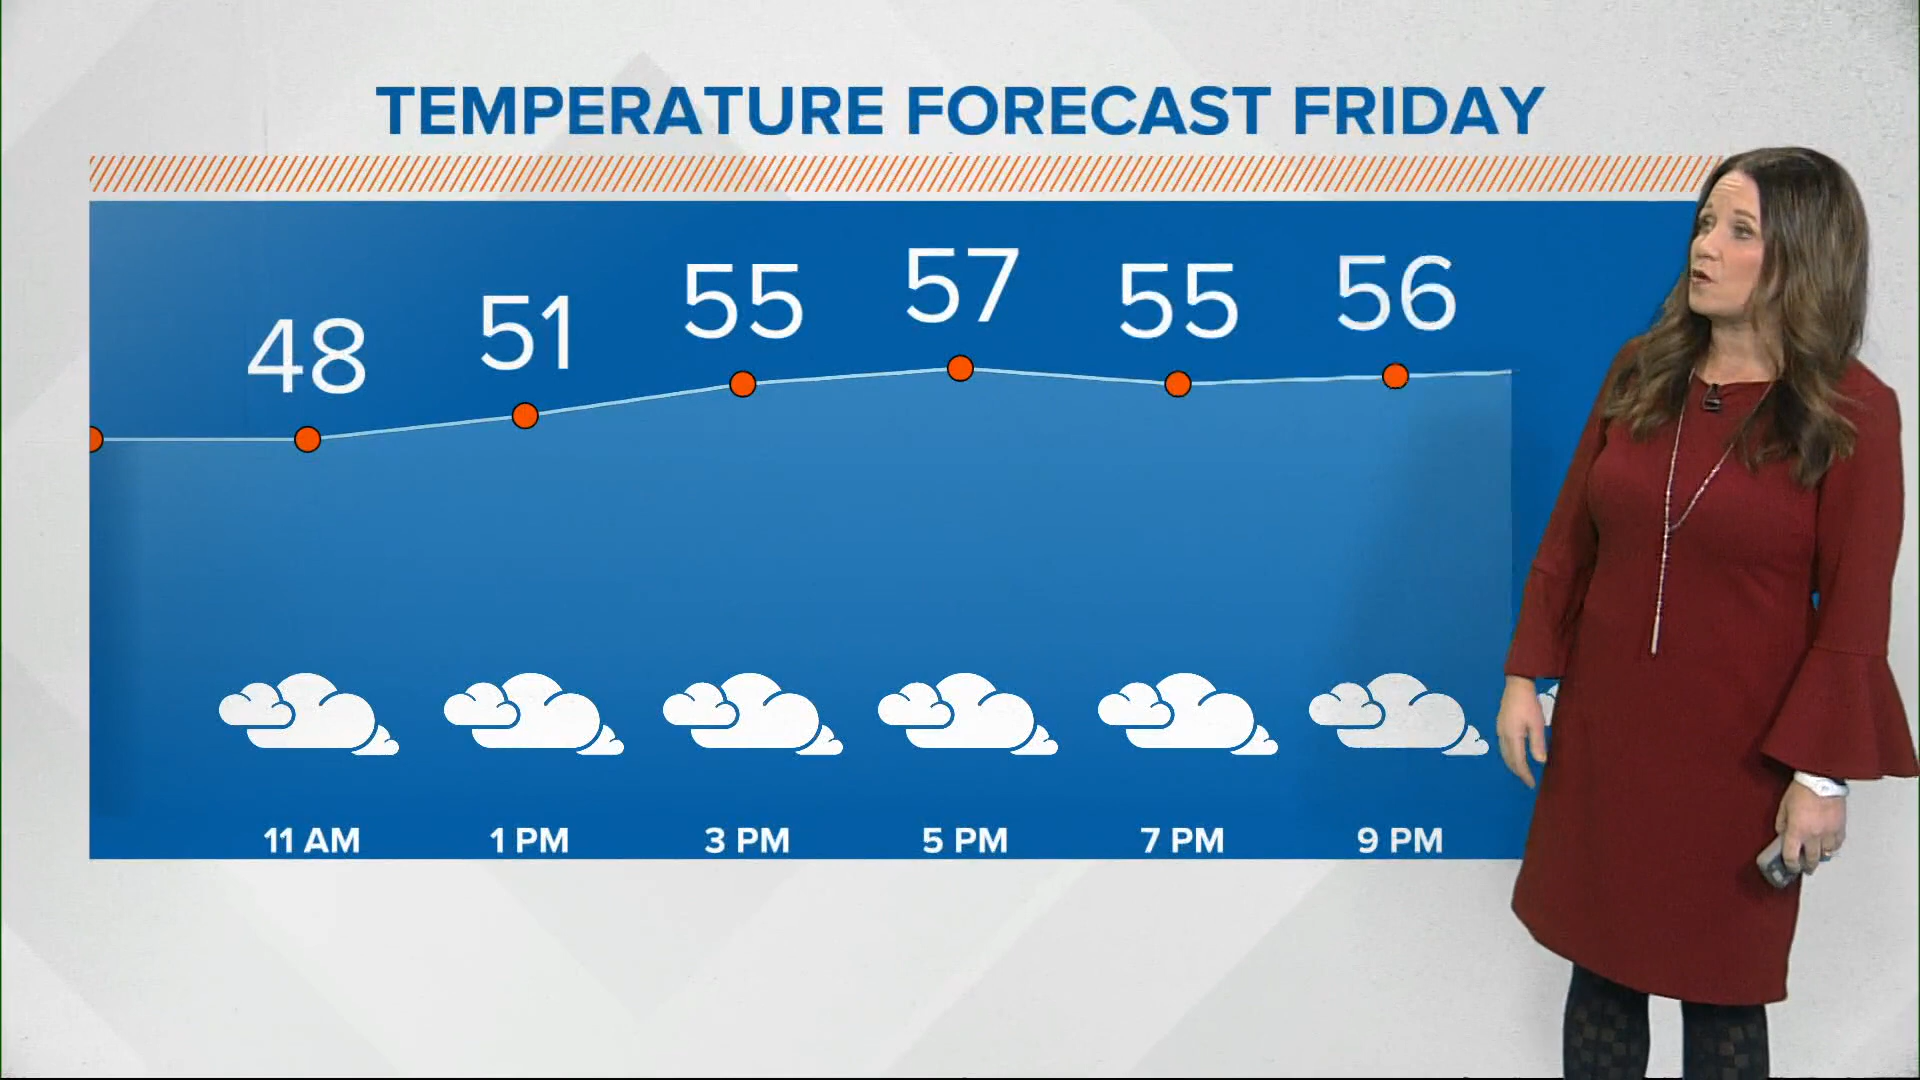 TEMPERATURE FORECAST FRIDAY
48 51 55 57 55 56
11 AM 1 PM 3 PM 5 PM 7 PM 9 PM